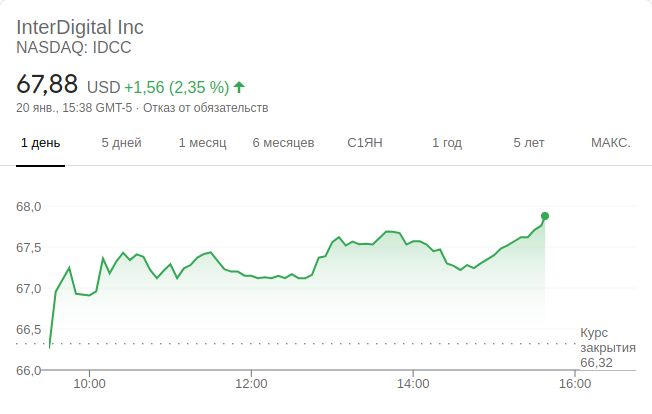 InterDigital Inc
NASDAQ: IDCC
67,88 USD +1,56 (2,35 %)
20 янв., 15:38 GMT-5 · Отказ от обязательств
1 день 5 дней 1 месяц 6 месяцев С1ЯН 1 год 5 лет МАКС.
68,0
67,5
67,0
66,5
66,0
Курс
закрытия
66,32
10:00 12:00 14:00 16:00